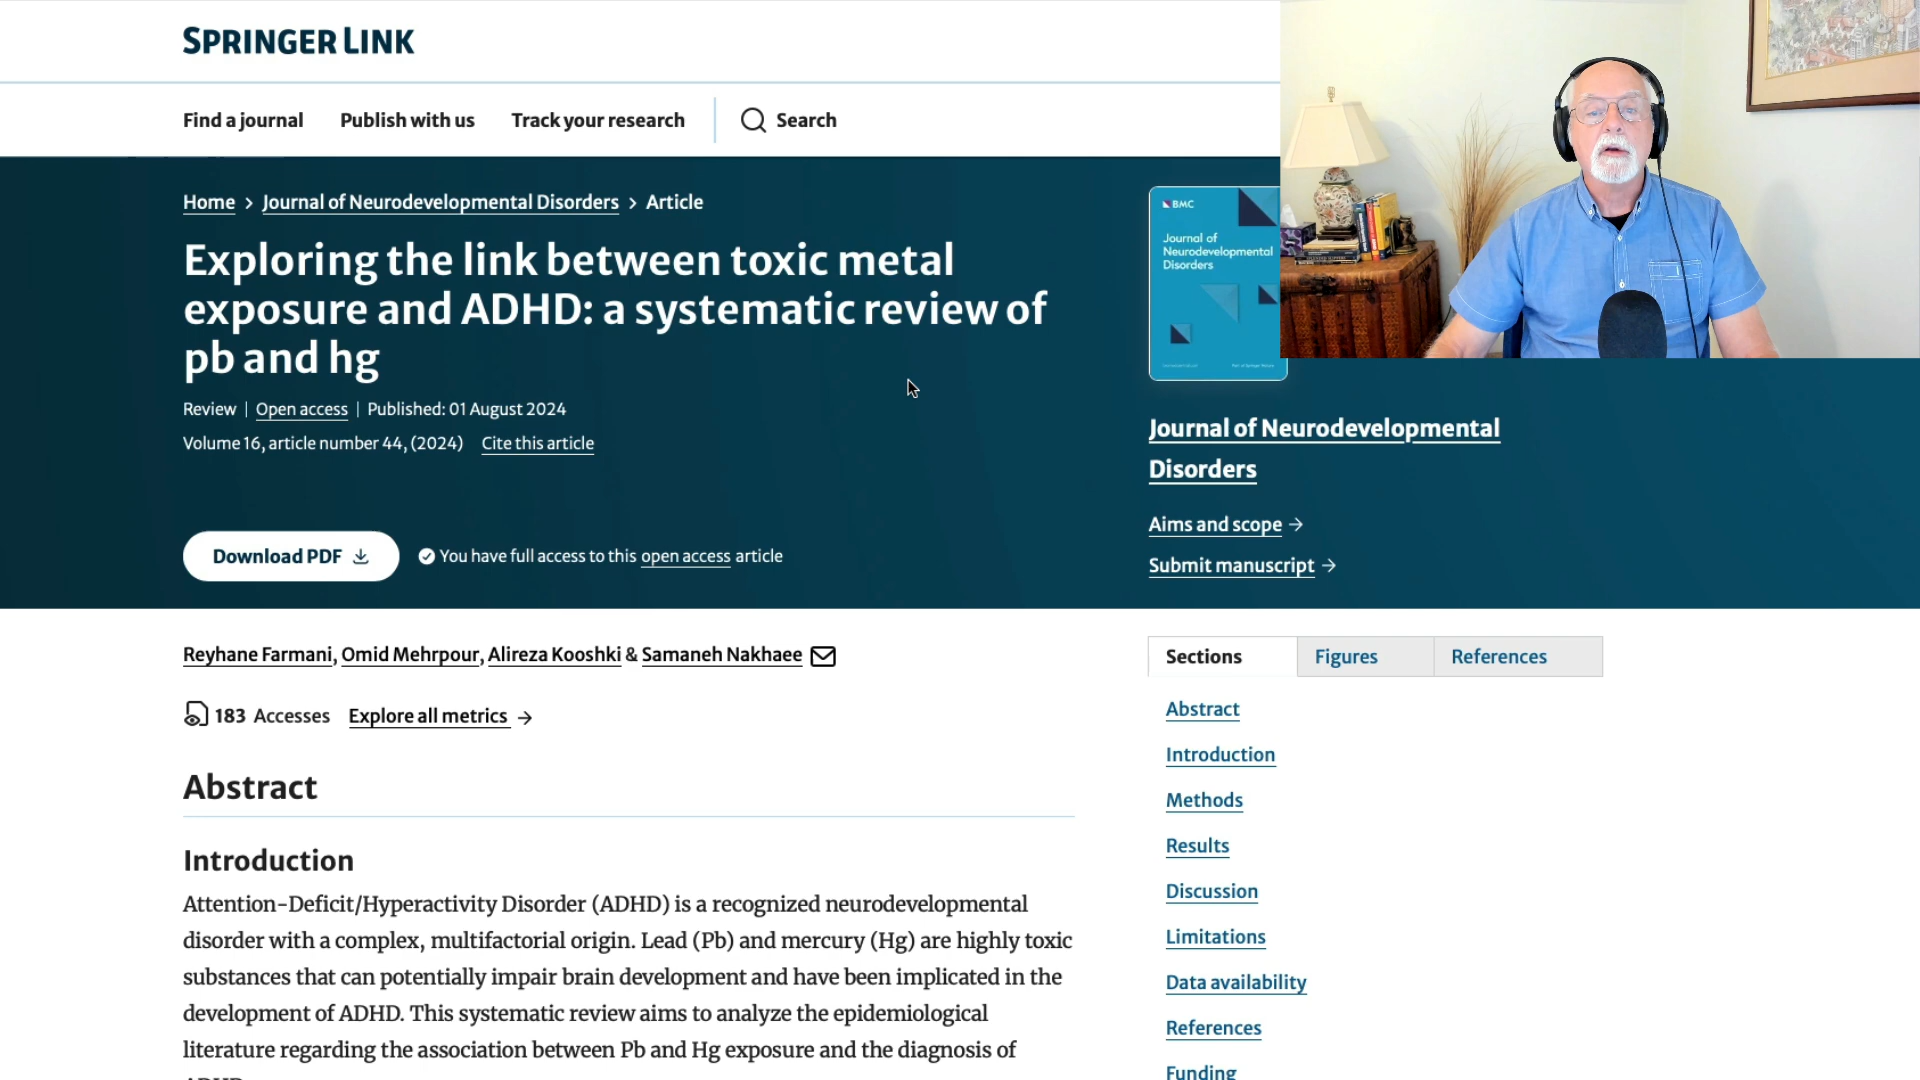 SPRINGER LINK
Find a journal
Publish with us
Track your research
Search
Home > Journal of Neurodevelopmental Disorders > Article
Exploring the link between toxic metal
exposure and ADHD: a systematic review of
pb and hg
Review | Open access | Published: 01 August 2024
Volume 16, article number 44, (2024) Cite this article
Download PDF
You have full access to this open access article
BMC
Journal of
Neurodevelopmental
Disorders
Journal of Neurodevelopmental
Disorders
Aims and scope →
Submit manuscript →
Reyhane Farmani, Omid Mehrpour, Alireza Kooshki & Samaneh Nakhaee
183 Accesses
Explore all metrics →
Abstract
Introduction
Attention-Deficit/Hyperactivity Disorder (ADHD) is a recognized neurodevelopmental
disorder with a complex, multifactorial origin. Lead (Pb) and mercury (Hg) are highly toxic
substances that can potentially impair brain development and have been implicated in the
development of ADHD. This systematic review aims to analyze the epidemiological
literature regarding the association between Pb and Hg exposure and the diagnosis of
Sections
Figures
References
Abstract
Introduction
Methods
Results
Discussion
Limitations
Data availability
References
Funding